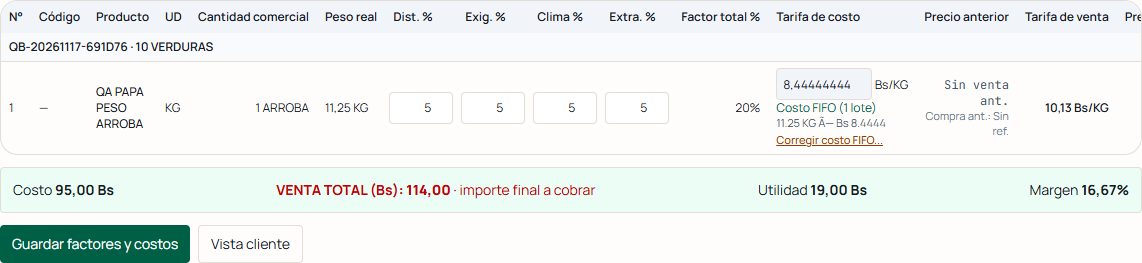 N° Código Producto UD Cantidad comercial Peso real Dist. % Exig. % Clima % Extra. % Factor total % Tarifa de costo Precio anterior Tarifa de venta Pre
QB-20261117-691D76 · 10 VERDURAS
1 — QA PAPA PESO ARROBA KG 1 ARROBA 11,25 KG 5 5 5 5 20% 8,44444444 Bs/KG
Costo FIFO (1 lote)
11.25 KG Ã— Bs 8.4444
Corregir costo FIFO...
Sin venta
ant.
Compra ant.: Sin
ref.
10,13 Bs/KG
Costo 95,00 Bs VENTA TOTAL (Bs): 114,00 · importe final a cobrar Utilidad 19,00 Bs Margen 16,67%
Guardar factores y costos Vista cliente